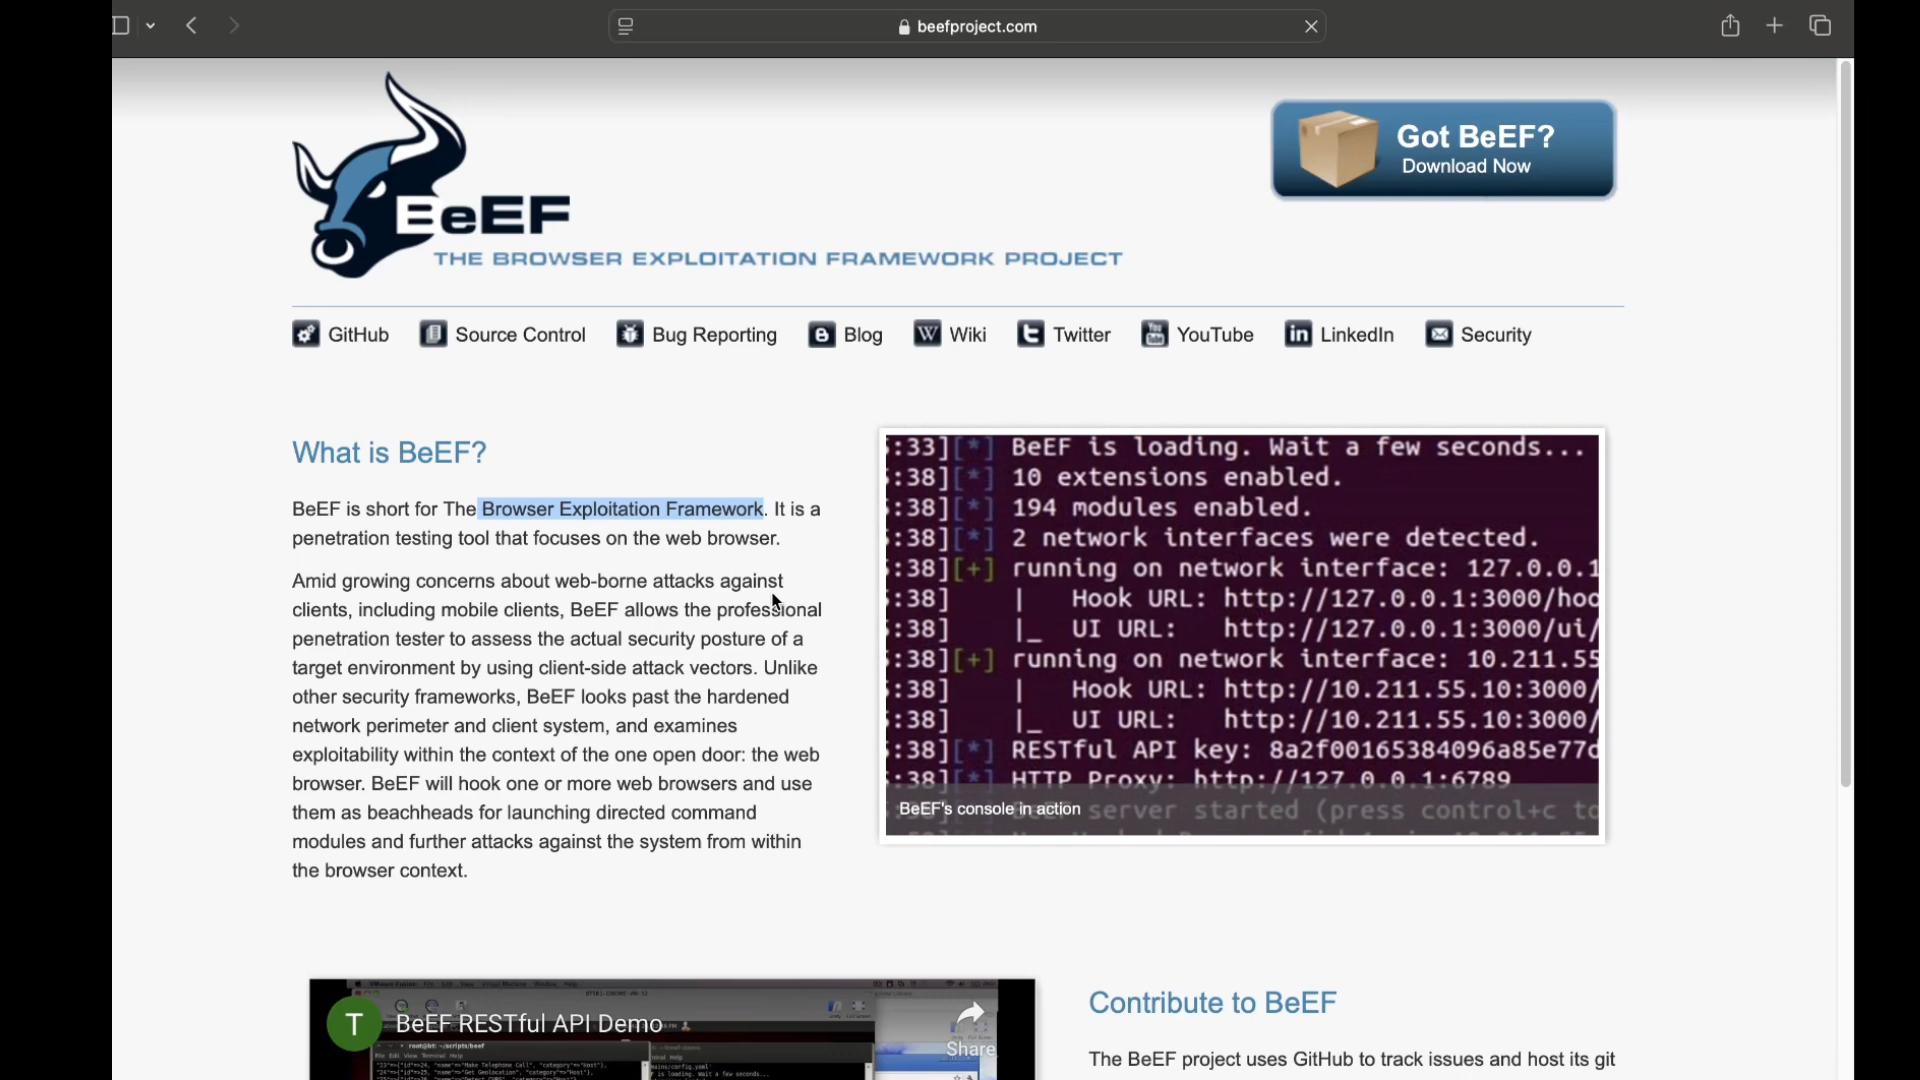 beefproject.com
BeEF
THE BROWSER EXPLOITATION FRAMEWORK PROJECT
Got BeEF?
Download Now
GitHub Source Control Bug Reporting Blog Wiki Twitter YouTube LinkedIn Security
What is BeEF?
BeEF is short for The Browser Exploitation Framework. It is a
penetration testing tool that focuses on the web browser.
Amid growing concerns about web-borne attacks against
clients, including mobile clients, BeEF allows the professional
penetration tester to assess the actual security posture of a
target environment by using client-side attack vectors. Unlike
other security frameworks, BeEF looks past the hardened
network perimeter and client system, and examines
exploitability within the context of the one open door: the web
browser. BeEF will hook one or more web browsers and use
them as beachheads for launching directed command
modules and further attacks against the system from within
the browser context.
:33][*] BeEF is loading. Wait a few seconds...
:38][*] 10 extensions enabled.
:38][*] 194 modules enabled.
:38][*] 2 network interfaces were detected.
:38][+] running on network interface: 127.0.0.1
:38] | Hook URL: http://127.0.0.1:3000/hoo
:38] |_ UI URL: http://127.0.0.1:3000/ui/
:38][+] running on network interface: 10.211.55
:38] | Hook URL: http://10.211.55.10:3000/
:38] |_ UI URL: http://10.211.55.10:3000/
:38][*] RESTful API key: 8a2f00165384096a85e77d
:38][*] HTTP Proxy: http://127.0.0.1:6789
server started (press control+c to
BeEF's console in action
T BeEF RESTful API Demo
Share
Contribute to BeEF
The BeEF project uses GitHub to track issues and host its git